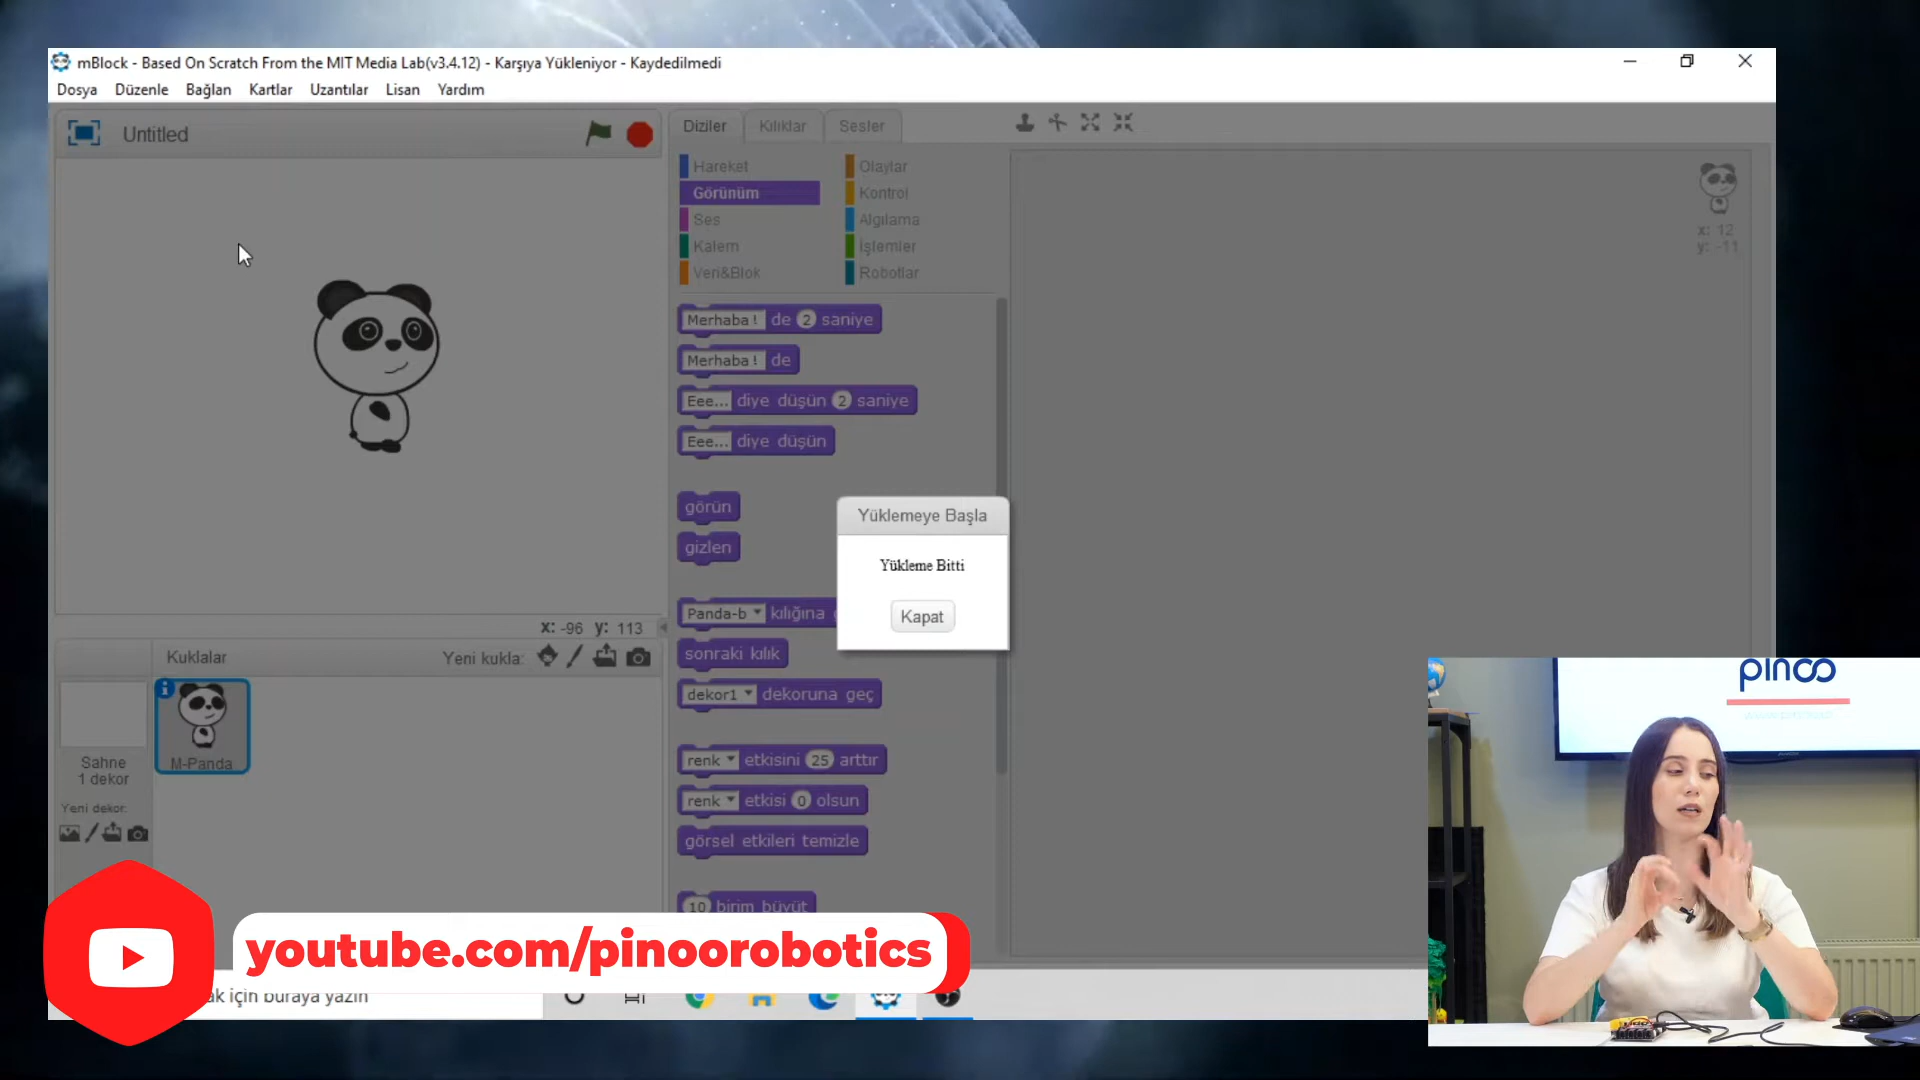 mBlock - Based On Scratch From the MIT Media Lab(v3.4.12) - Karşıya Yükleniyor - Kaydedilmedi
Dosya Düzenle Bağlan Kartlar Uzantılar Lisan Yardım
Untitled
Diziler Kılıklar Sesler
Hareket Olaylar
Görünüm Kontrol
Ses Algılama
Kalem İşlemler
Veri&Blok Robotlar
x: 12
y: -11
Merhaba ! de 2 saniye
Merhaba ! de
Eee... diye düşün 2 saniye
Eee... diye düşün
görün
gizlen
Panda-b kılığına
sonraki kılık
dekor1 dekoruna geç
renk etkisini 25 arttır
renk etkisi 0 olsun
görsel etkileri temizle
10 birim büyüt
Yüklemeye Başla
Yükleme Bitti
Kapat
x: -96 y: 113
Kuklalar Yeni kukla:
Sahne
1 dekor
M-Panda
Yeni dekor:
pinoo
youtube.com/pinoorobotics
için buraya yazın